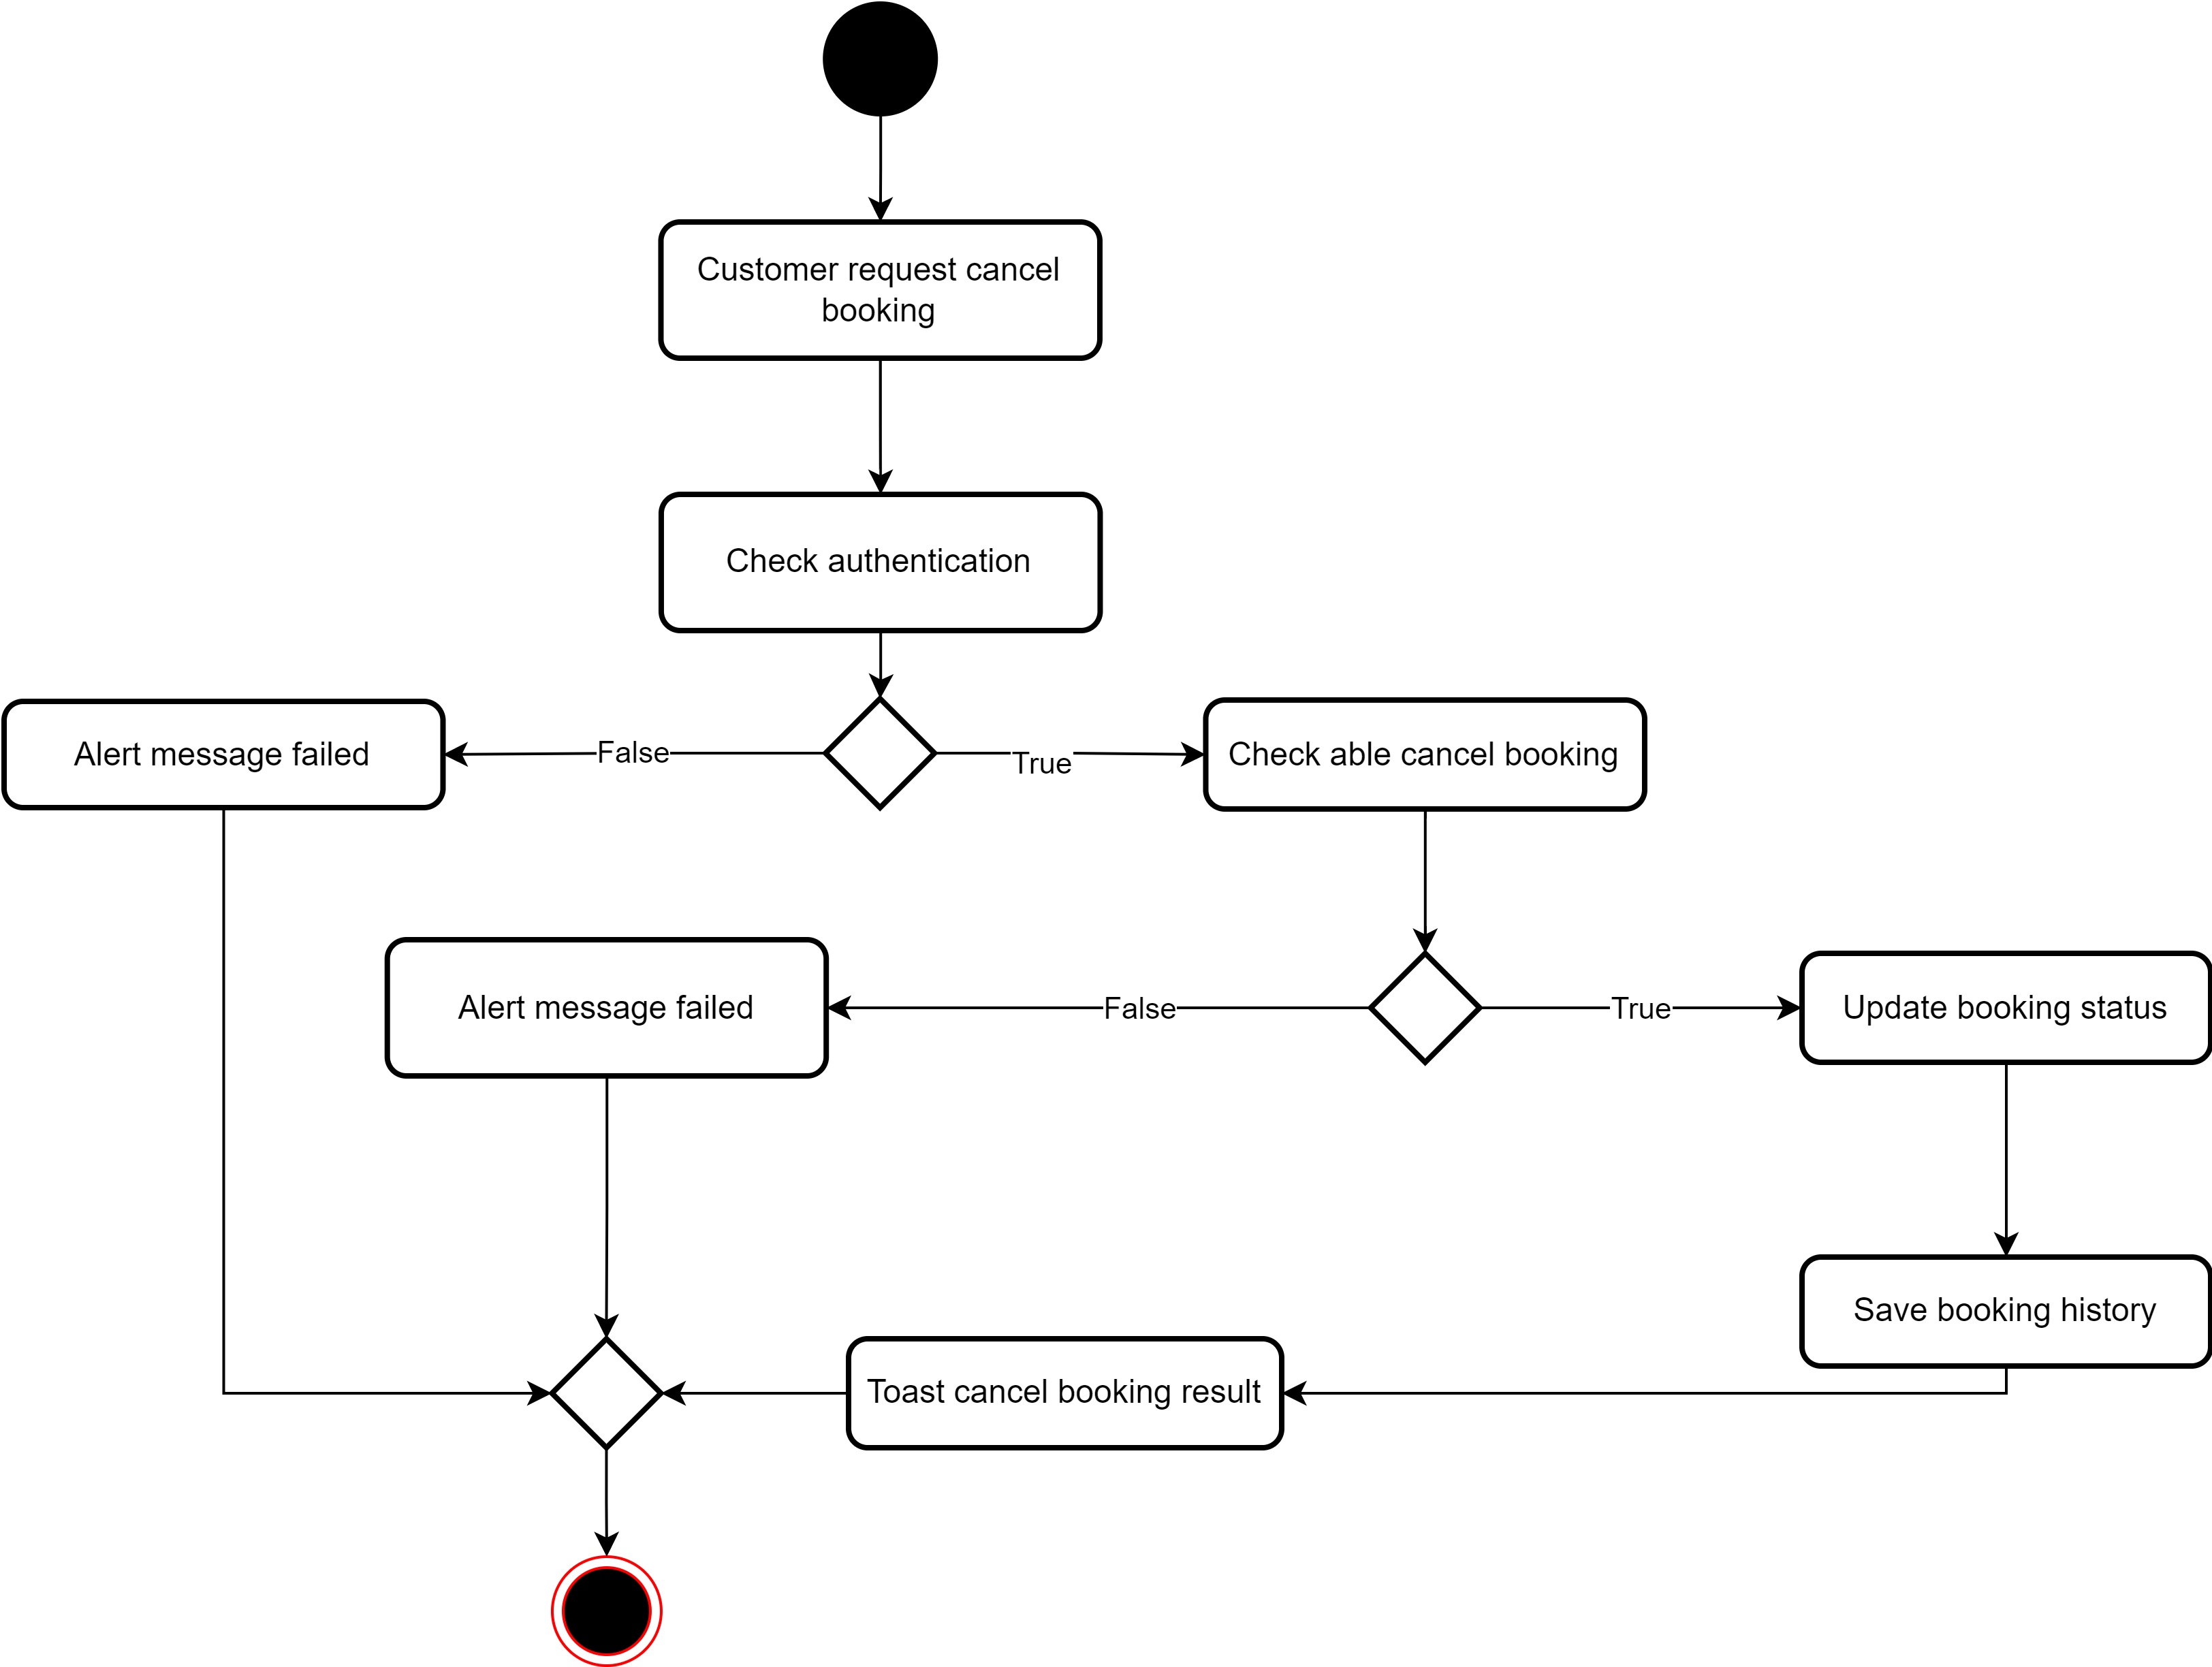 Customer request cancel
booking
Check authentication
Alert message failed
False
True
Check able cancel booking
Alert message failed
False
True
Update booking status
Save booking history
Toast cancel booking result